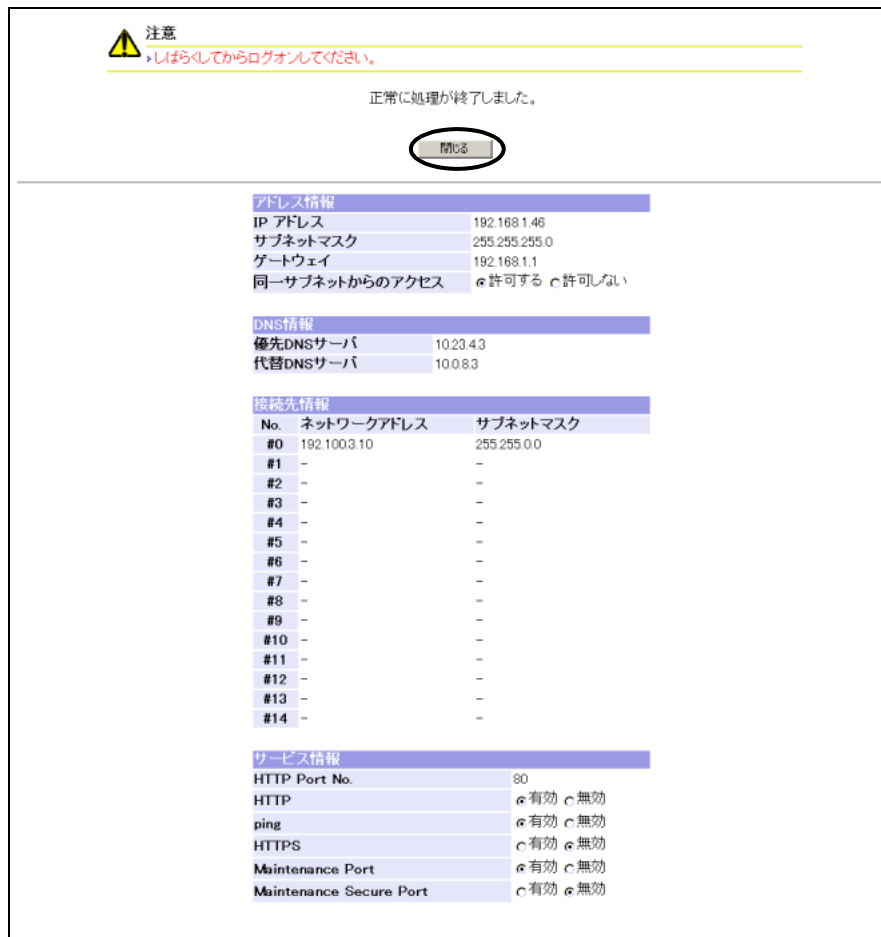 注意
しばらくしてからログオンしてください。
正常に処理が終了しました。
閉じる
アドレス情報
IP アドレス 192.168.1.46
サブネットマスク 255.255.255.0
ゲートウェイ 192.168.1.1
同一サブネットからのアクセス 許可する 許可しない
DNS情報
優先DNSサーバ 10.23.4.3
代替DNSサーバ 10.0.8.3
接続先情報
No. ネットワークアドレス サブネットマスク
#0 192.100.3.10 255.255.0.0
#1 - -
#2 - -
#3 - -
#4 - -
#5 - -
#6 - -
#7 - -
#8 - -
#9 - -
#10 - -
#11 - -
#12 - -
#13 - -
#14 - -
サービス情報
HTTP Port No. 80
HTTP 有効 無効
ping 有効 無効
HTTPS 有効 無効
Maintenance Port 有効 無効
Maintenance Secure Port 有効 無効